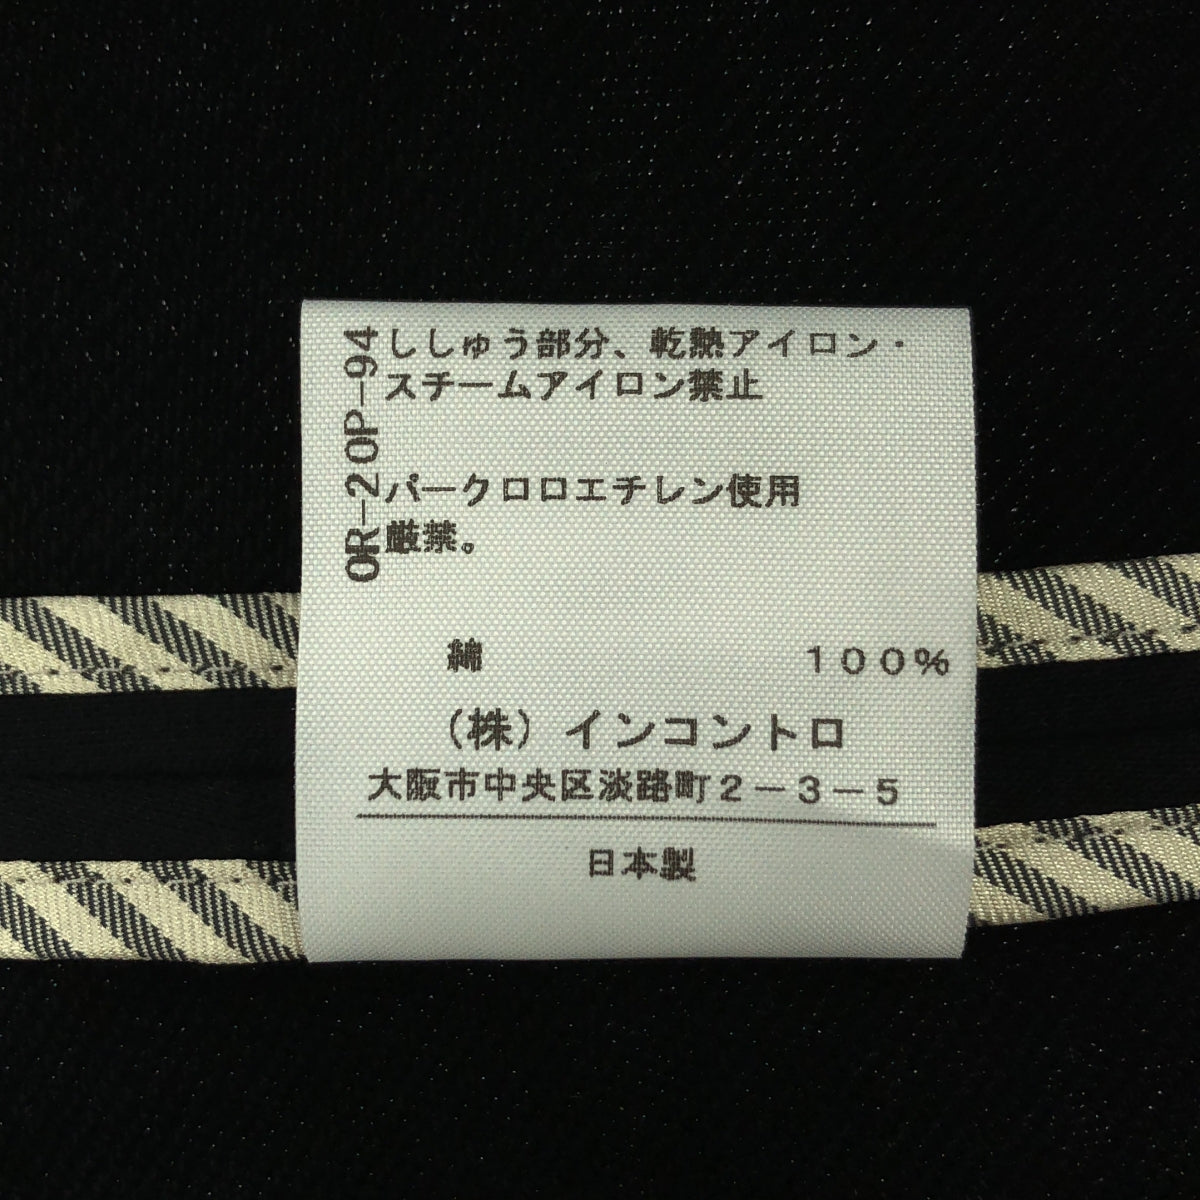 ししゅう部分、乾熱アイロン・
スチームアイロン禁止
パークロロエチレン使用
厳禁。
OR-20P-94
綿 100%
(株)インコントロ
大阪市中央区淡路町2-3-5
日本製